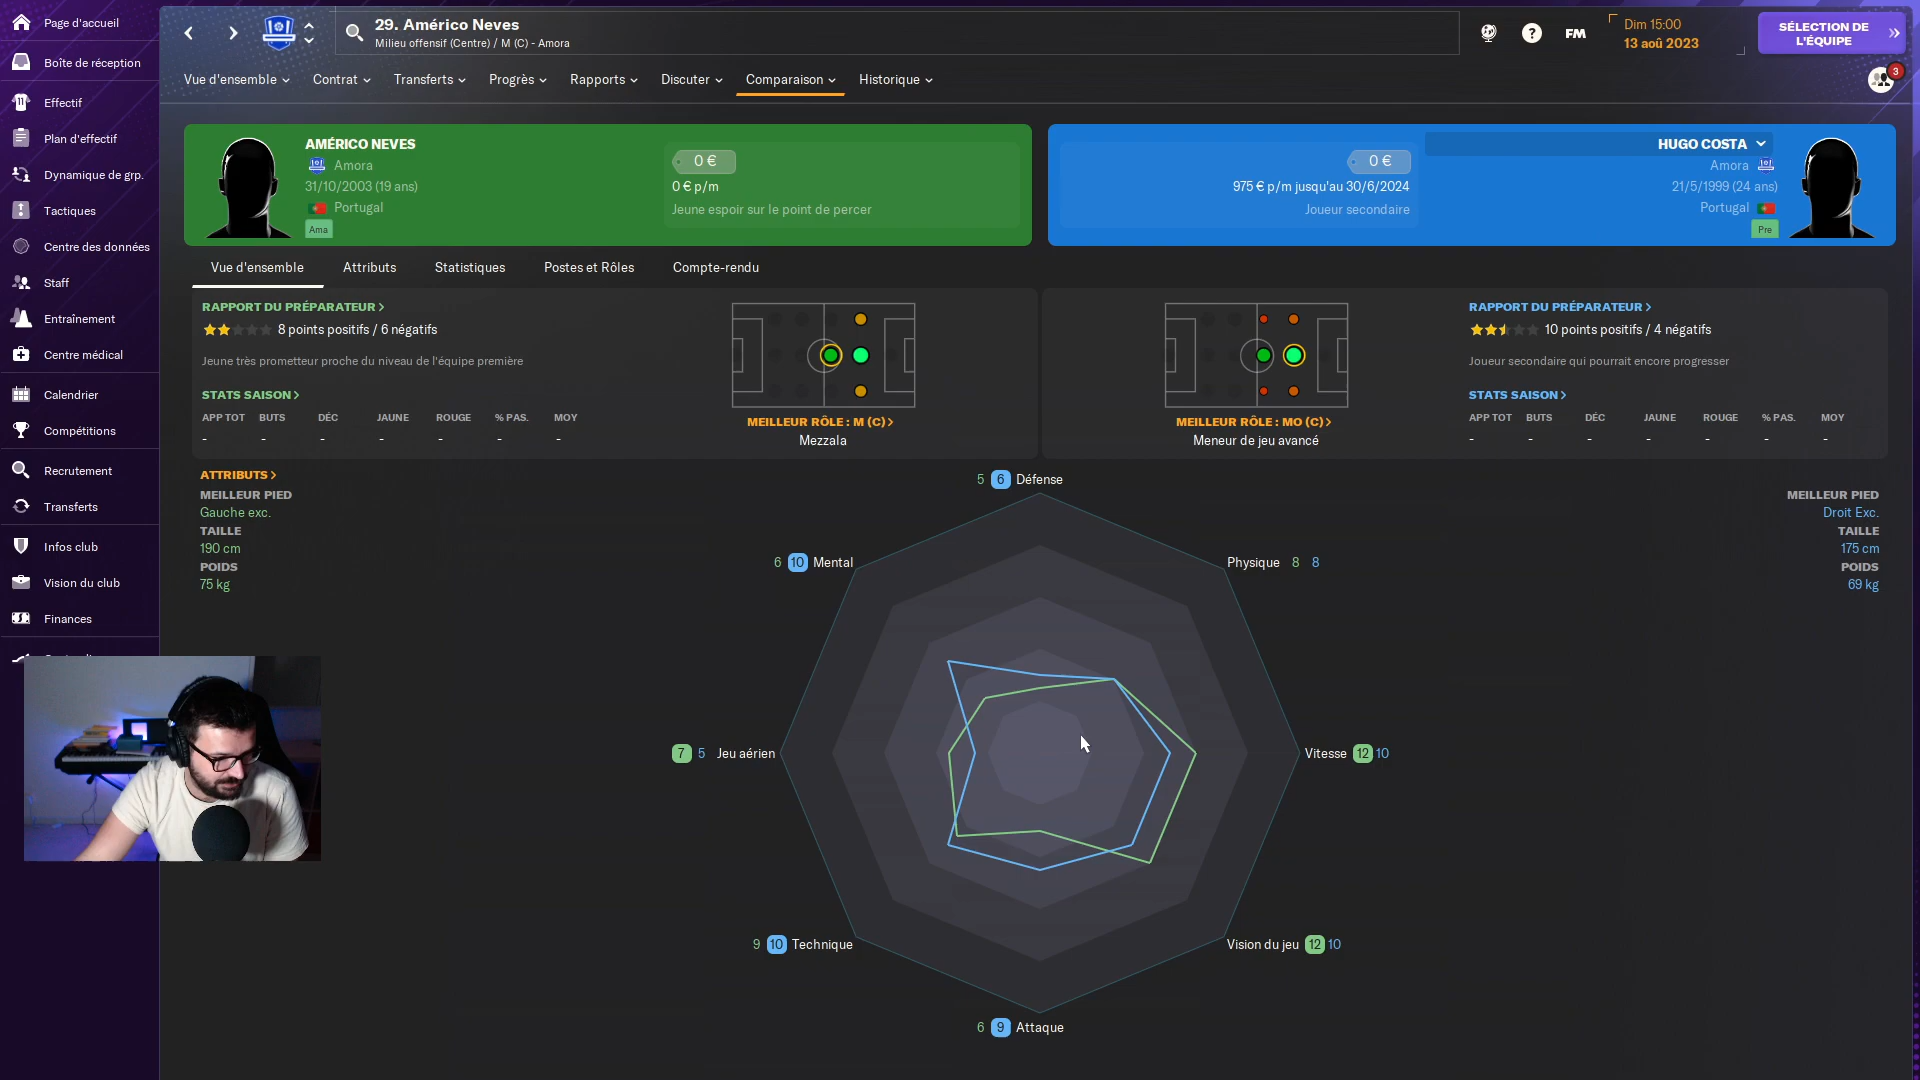 Page d'accueil
Boîte de réception
Effectif
Plan d'effectif
Dynamique de grp.
Tactiques
Centre des données
Staff
Entraînement
Centre médical
Calendrier
Compétitions
Recrutement
Transferts
Infos club
Vision du club
Finances
29. Américo Neves
Milieu offensif (Centre) / M (C) - Amora
FM
Dim 15:00
13 aoû 2023
SÉLECTION DE
L'ÉQUIPE
3
Vue d'ensemble Contrat Transferts Progrès Rapports Discuter Comparaison Historique
AMÉRICO NEVES
Amora
31/10/2003 (19 ans)
Portugal
Ama
0 €
0 € p/m
Jeune espoir sur le point de percer
0 €
975 € p/m jusqu'au 30/6/2024
Joueur secondaire
HUGO COSTA
Amora
21/5/1999 (24 ans)
Portugal
Pre
Vue d'ensemble Attributs Statistiques Postes et Rôles Compte-rendu
RAPPORT DU PRÉPARATEUR >
8 points positifs / 6 négatifs
Jeune très prometteur proche du niveau de l'équipe première
STATS SAISON >
APP TOT BUTS DÉC JAUNE ROUGE % PAS. MOY
- - - - - - -
MEILLEUR RÔLE : M (C) >
Mezzala
MEILLEUR RÔLE : MO (C) >
Meneur de jeu avancé
RAPPORT DU PRÉPARATEUR >
10 points positifs / 4 négatifs
Joueur secondaire qui pourrait encore progresser
STATS SAISON >
APP TOT BUTS DÉC JAUNE ROUGE % PAS. MOY
- - - - - - -
ATTRIBUTS >
MEILLEUR PIED
Gauche exc.
TAILLE
190 cm
POIDS
75 kg
MEILLEUR PIED
Droit Exc.
TAILLE
175 cm
POIDS
69 kg
5 6 Défense
6 10 Mental
Physique 8 8
7 5 Jeu aérien
Vitesse 12 10
9 10 Technique
Vision du jeu 12 10
6 9 Attaque